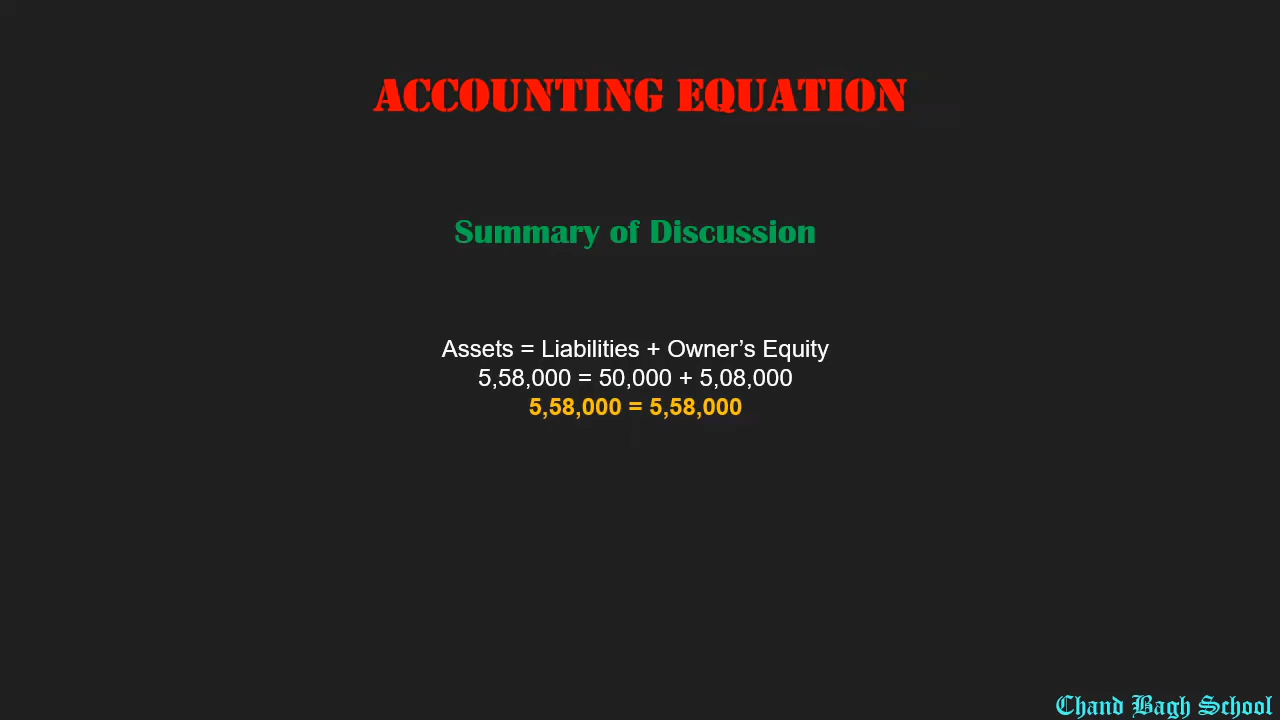 ACCOUNTING EQUATION
Summary of Discussion
Assets = Liabilities + Owner’s Equity
5,58,000 = 50,000 + 5,08,000
5,58,000 = 5,58,000
Chand Bagh School